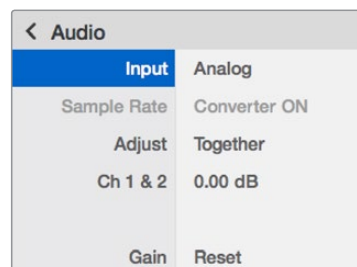 < Audio
Input Analog
Sample Rate Converter ON
Adjust Together
Ch 1 & 2 0.00 dB
Gain Reset